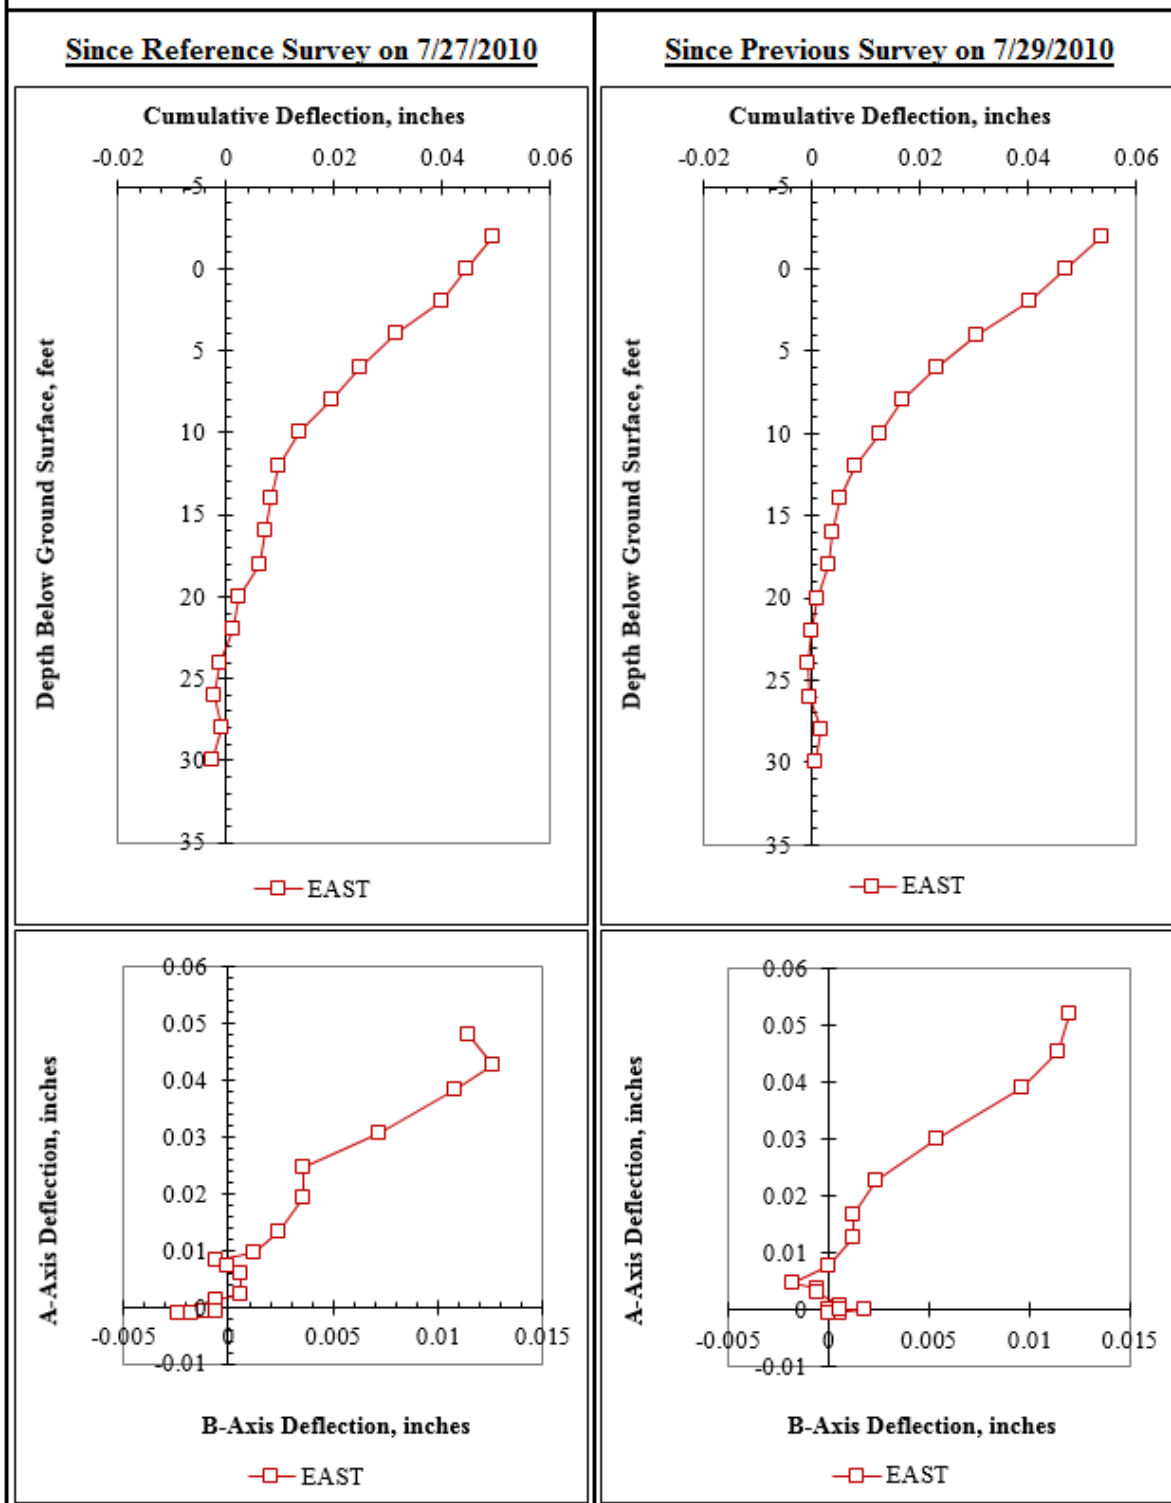 Since Reference Survey on 7/27/2010
Cumulative Deflection, inches
-0.02 0 0.02 0.04 0.06
-5
0
5
10
15
20
25
30
35
Depth Below Ground Surface, feet
EAST
Since Previous Survey on 7/29/2010
Cumulative Deflection, inches
-0.02 0 0.02 0.04 0.06
-5
0
5
10
15
20
25
30
35
Depth Below Ground Surface, feet
EAST
0.06
0.05
0.04
0.03
0.02
0.01
0
-0.01
-0.005 0 0.005 0.01 0.015
A-Axis Deflection, inches
B-Axis Deflection, inches
EAST
0.06
0.05
0.04
0.03
0.02
0.01
0
-0.01
-0.005 0 0.005 0.01 0.015
A-Axis Deflection, inches
B-Axis Deflection, inches
EAST